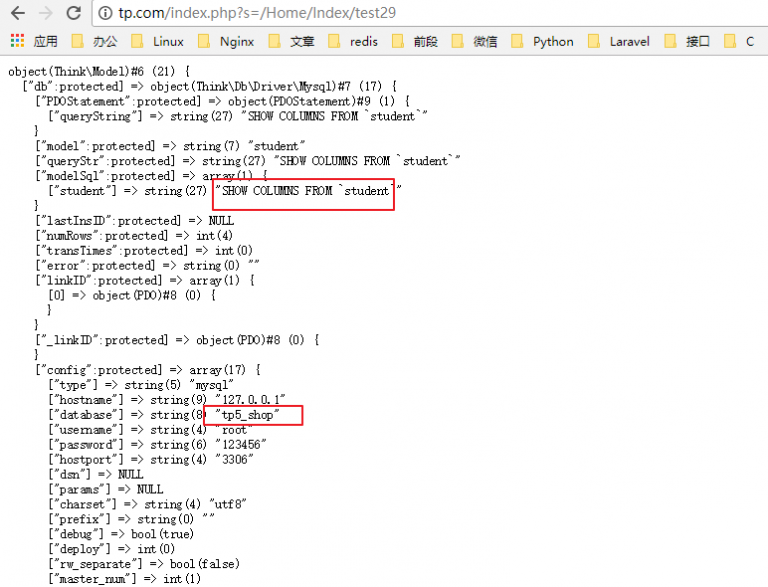 tp.com/index.php?s=/Home/Index/test29
应用 办公 Linux Nginx 文章 redis 前段 微信 Python Laravel 接口 C
object(Think\Model)#6 (21) {
["db":protected] => object(Think\Db\Driver\Mysql)#7 (17) {
["PDOStatement":protected] => object(PDOStatement)#9 (1) {
["queryString"] => string(27) "SHOW COLUMNS FROM `student`"
}
["model":protected] => string(7) "student"
["queryStr":protected] => string(27) "SHOW COLUMNS FROM `student`"
["modelSql":protected] => array(1) {
["student"] => string(27) "SHOW COLUMNS FROM `student`"
}
["lastInsID":protected] => NULL
["numRows":protected] => int(4)
["transTimes":protected] => int(0)
["error":protected] => string(0) ""
["linkID":protected] => array(1) {
[0] => object(PDO)#8 (0) {
}
}
["_linkID":protected] => object(PDO)#8 (0) {
}
["config":protected] => array(17) {
["type"] => string(5) "mysql"
["hostname"] => string(9) "127.0.0.1"
["database"] => string(8) "tp5_shop"
["username"] => string(4) "root"
["password"] => string(6) "123456"
["hostport"] => string(4) "3306"
["dsn"] => NULL
["params"] => NULL
["charset"] => string(4) "utf8"
["prefix"] => string(0) ""
["debug"] => bool(true)
["deploy"] => int(0)
["rw_separate"] => bool(false)
["master_num"] => int(1)